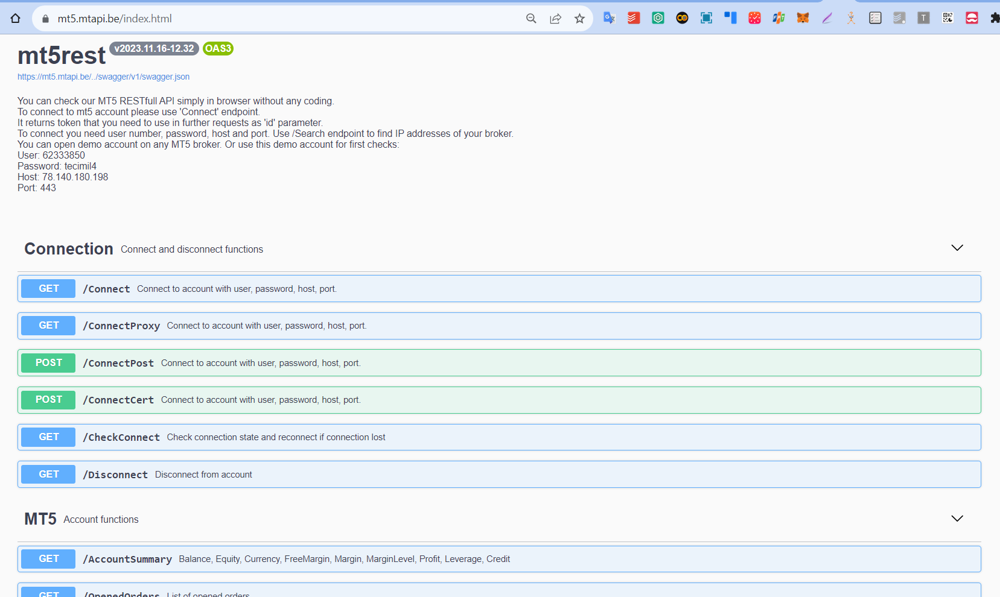 mt5.mtapi.be/index.html
mt5rest v2023.11.16-12.32 OAS3
https://mt5.mtapi.be/../swagger/v1/swagger.json
You can check our MT5 RESTfull API simply in browser without any coding.
To connect to mt5 account please use 'Connect' endpoint.
It returns token that you need to use in further requests as 'id' parameter.
To connect you need user number, password, host and port. Use /Search endpoint to find IP addresses of your broker.
You can open demo account on any MT5 broker. Or use this demo account for first checks:
User: 62333850
Password: tecimil4
Host: 78.140.180.198
Port: 443
Connection Connect and disconnect functions
GET /Connect Connect to account with user, password, host, port.
GET /ConnectProxy Connect to account with user, password, host, port.
POST /ConnectPost Connect to account with user, password, host, port.
POST /ConnectCert Connect to account with user, password, host, port.
GET /CheckConnect Check connection state and reconnect if connection lost
GET /Disconnect Disconnect from account
MT5 Account functions
GET /AccountSummary Balance, Equity, Currency, FreeMargin, Margin, MarginLevel, Profit, Leverage, Credit
GET /OpenedOrders List of opened orders